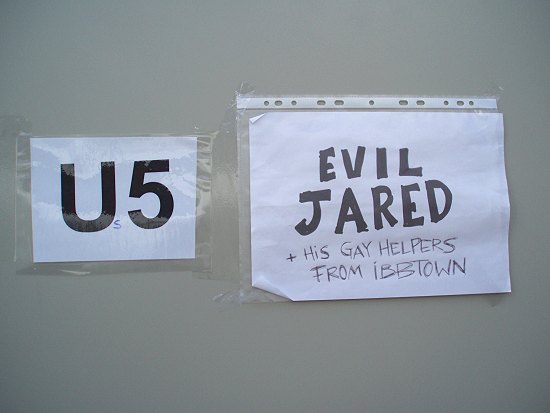 U5
s
EVIL
JARED
+ HIS GAY HELPERS
FROM IBBTOWN